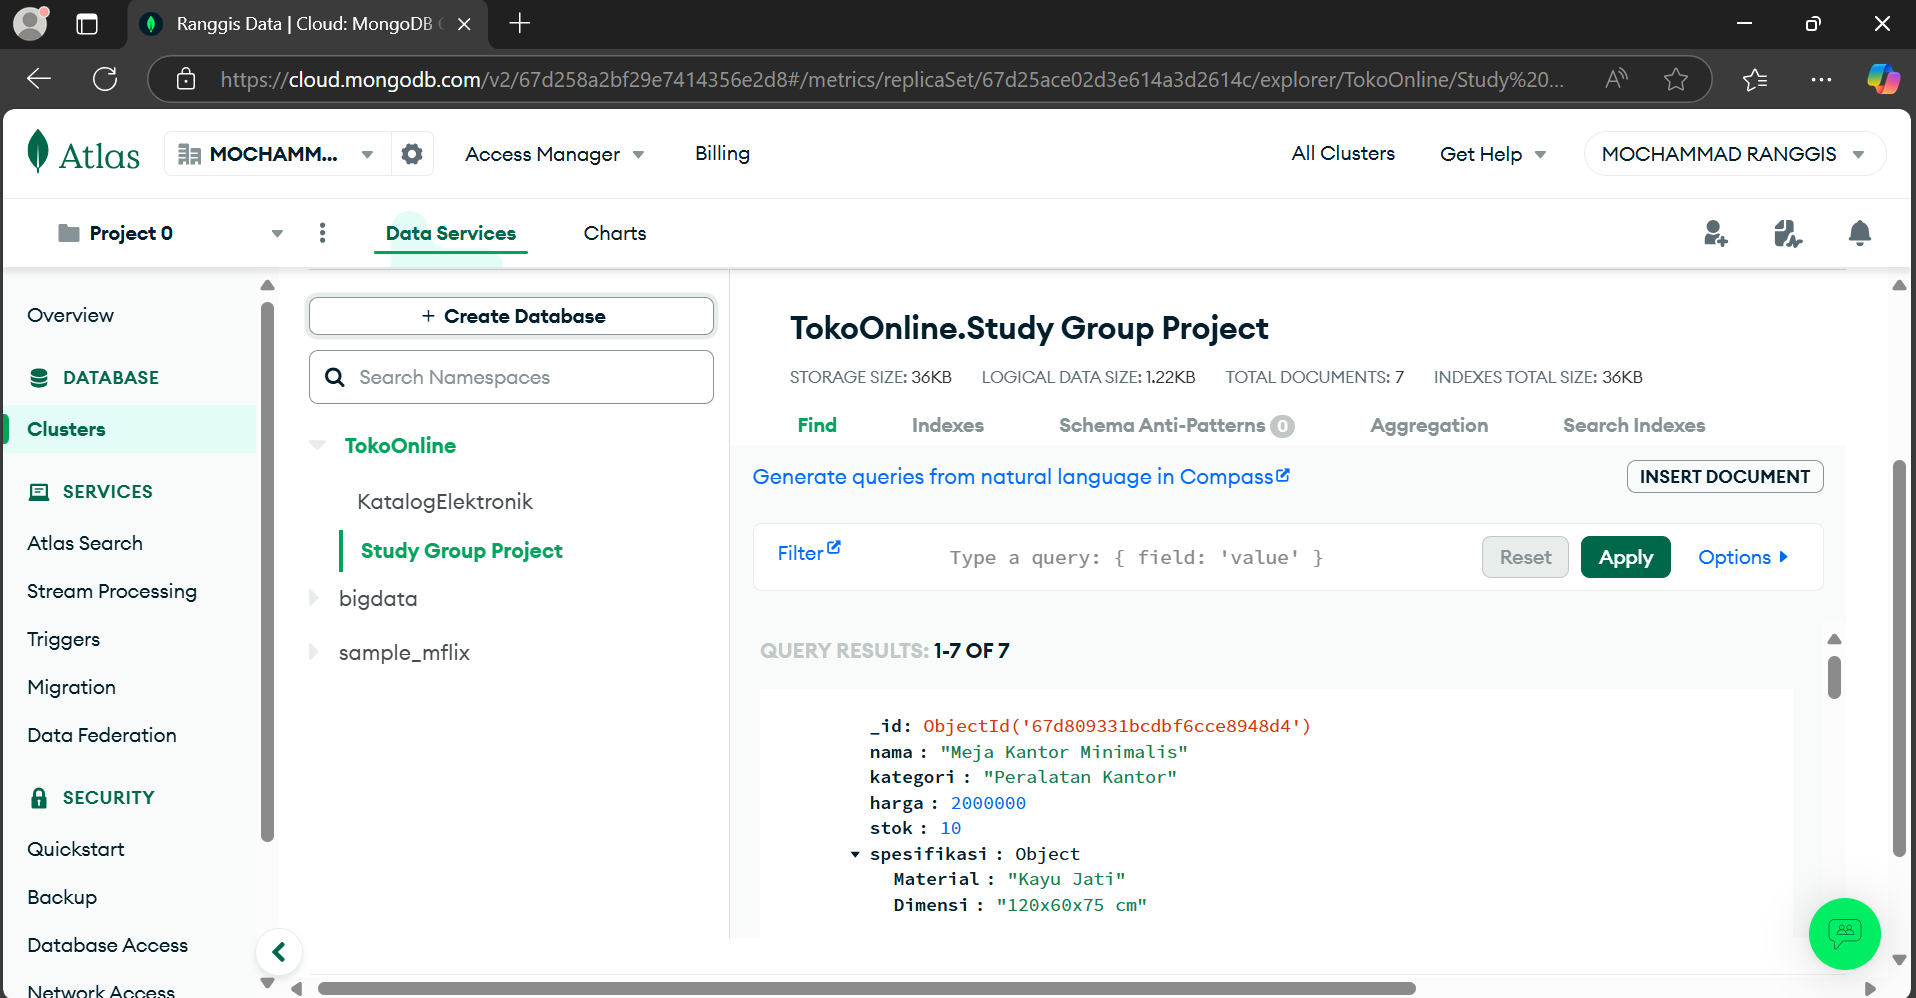 Ranggis Data | Cloud: MongoDB
https://cloud.mongodb.com/v2/67d258a2bf29e7414356e2d8#/metrics/replicaSet/67d25ace02d3e614a3d2614c/explorer/TokoOnline/Study%20...
Atlas
MOCHAMM...
Access Manager
Billing
All Clusters
Get Help
MOCHAMMAD RANGGIS
Project 0
Data Services
Charts
Overview
DATABASE
Clusters
SERVICES
Atlas Search
Stream Processing
Triggers
Migration
Data Federation
SECURITY
Quickstart
Backup
Database Access
Network Access
+ Create Database
Search Namespaces
TokoOnline
KatalogElektronik
Study Group Project
bigdata
sample_mflix
TokoOnline.Study Group Project
STORAGE SIZE: 36KB LOGICAL DATA SIZE: 1.22KB TOTAL DOCUMENTS: 7 INDEXES TOTAL SIZE: 36KB
Find Indexes Schema Anti-Patterns 0 Aggregation Search Indexes
Generate queries from natural language in Compass
INSERT DOCUMENT
Filter
Type a query: { field: 'value' }
Reset
Apply
Options
QUERY RESULTS: 1-7 OF 7
_id: ObjectId('67d809331bcdbf6cce8948d4')
nama : "Meja Kantor Minimalis"
kategori : "Peralatan Kantor"
harga : 2000000
stok : 10
spesifikasi : Object
Material : "Kayu Jati"
Dimensi : "120x60x75 cm"